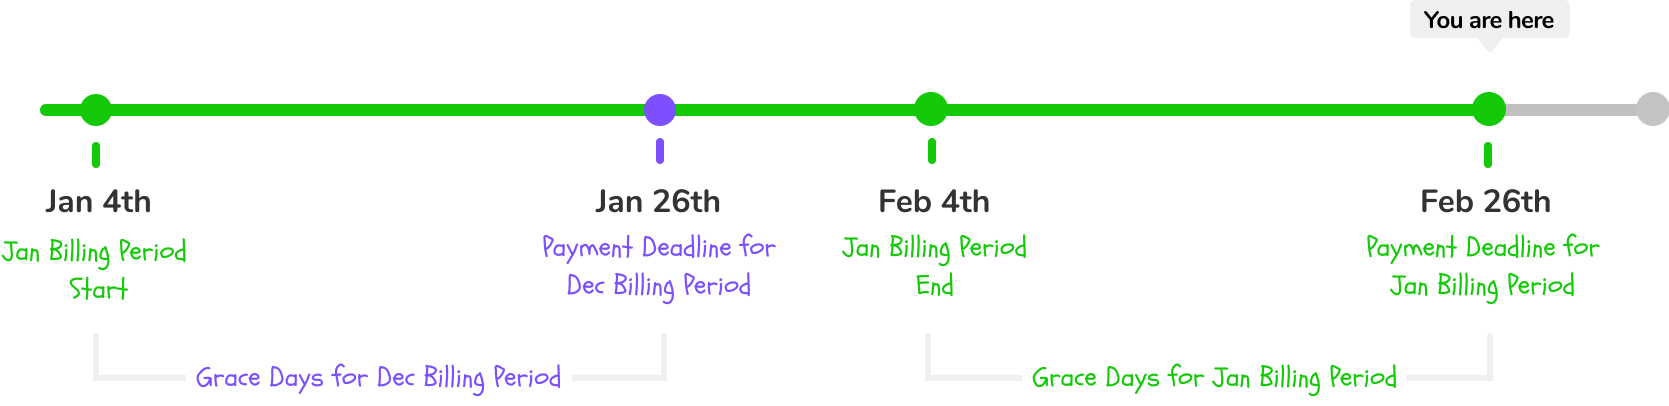 You are here
Jan 4th
Jan 26th
Feb 4th
Feb 26th
Jan Billing Period
Start
Payment Deadline for
Dec Billing Period
Jan Billing Period
End
Payment Deadline for
Jan Billing Period
Grace Days for Dec Billing Period
Grace Days for Jan Billing Period